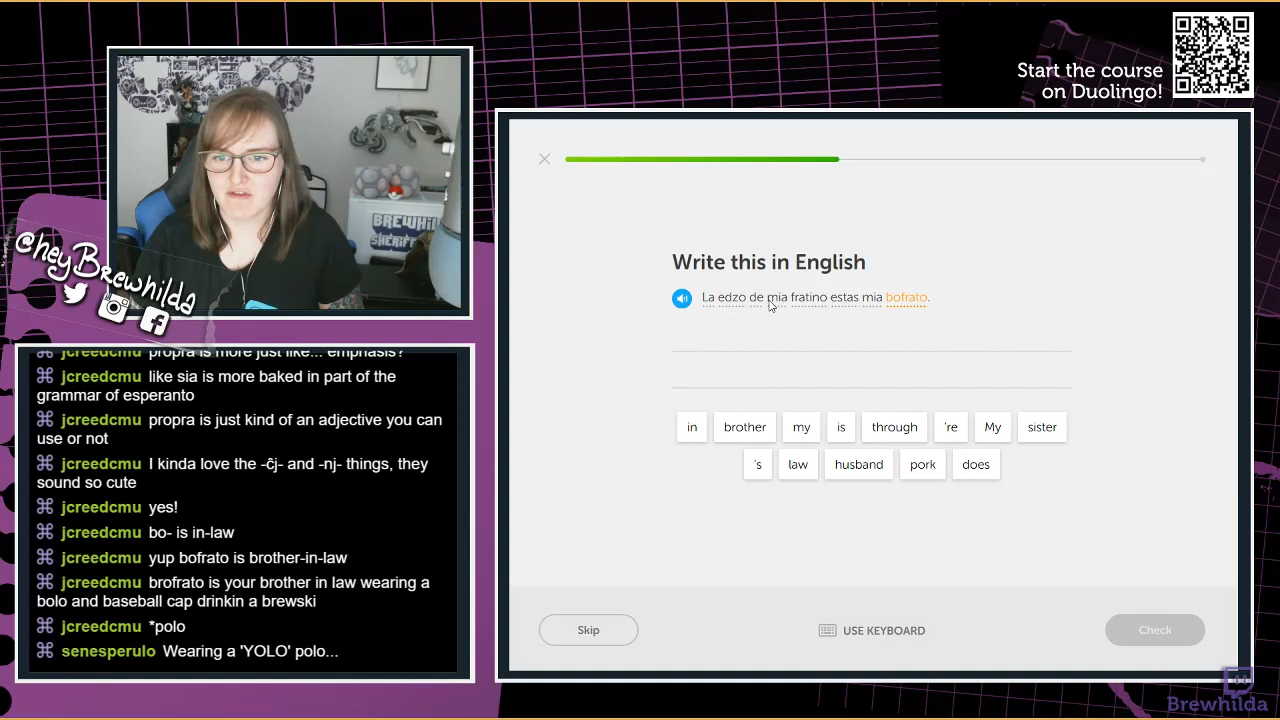 Start the course
on Duolingo!
BREWHIL
SHERIFF
@heyBrewhilda
Write this in English
La edzo de mia fratino estas mia bofrato.
in
brother
my
is
through
're
My
sister
's
law
husband
pork
does
Skip
USE KEYBOARD
Check
jcreedcmu propra is more just like... emphasis?
jcreedcmu like sia is more baked in part of the
grammar of esperanto
jcreedcmu propra is just kind of an adjective you can
use or not
jcreedcmu I kinda love the -ĉj- and -nj- things, they
sound so cute
jcreedcmu yes!
jcreedcmu bo- is in-law
jcreedcmu yup bofrato is brother-in-law
jcreedcmu brofrato is your brother in law wearing a
bolo and baseball cap drinkin a brewski
jcreedcmu *polo
senesperulo Wearing a 'YOLO' polo...
Brewhilda